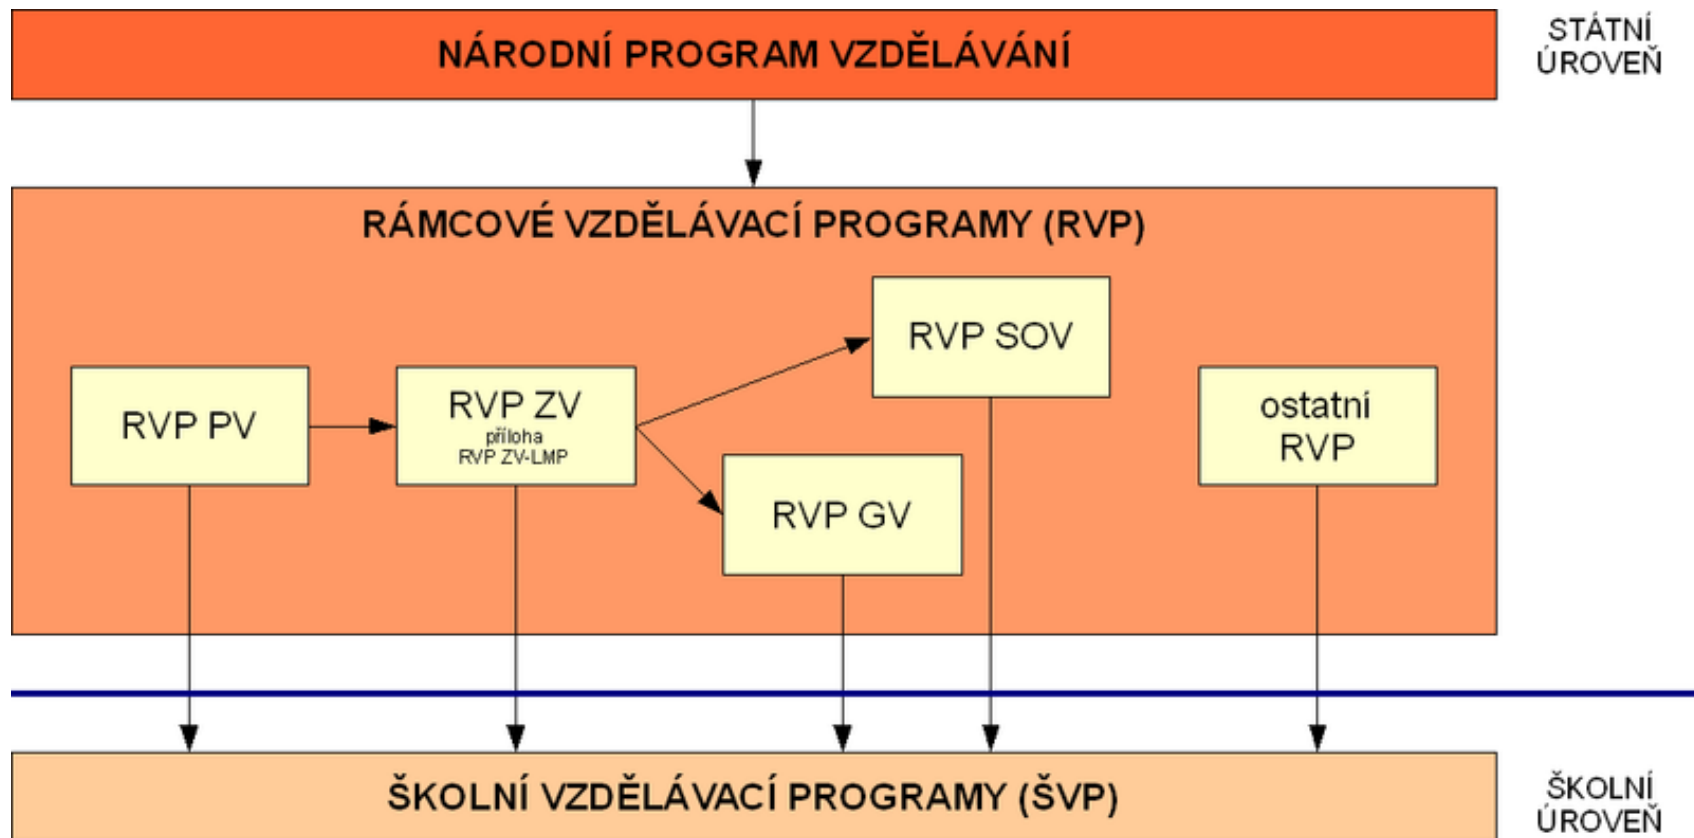 NÁRODNÍ PROGRAM VZDĚLÁVÁNÍ
STÁTNÍ
ÚROVEŇ
RÁMCOVÉ VZDĚLÁVACÍ PROGRAMY (RVP)
RVP SOV
RVP PV
RVP ZV
příloha
RVP ZV-LMP
ostatní
RVP
RVP GV
ŠKOLNÍ VZDĚLÁVACÍ PROGRAMY (ŠVP)
ŠKOLNÍ
ÚROVEŇ